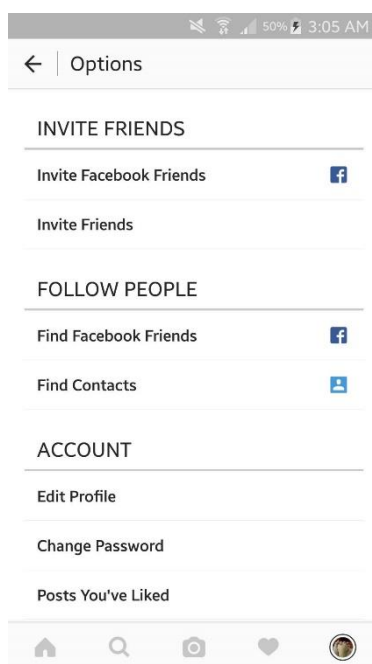 50% 3:05 AM
Options
INVITE FRIENDS
Invite Facebook Friends
Invite Friends
FOLLOW PEOPLE
Find Facebook Friends
Find Contacts
ACCOUNT
Edit Profile
Change Password
Posts You've Liked